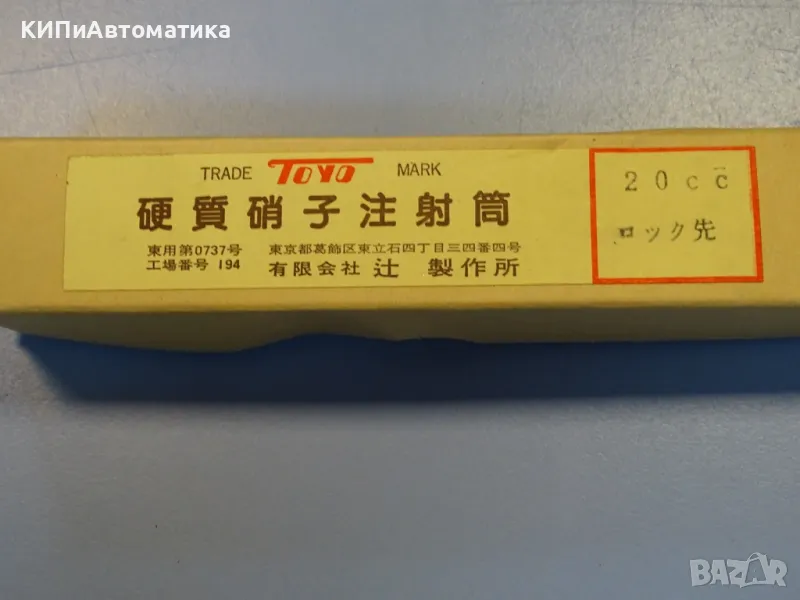 КИПиАвтоматика
TRADE TOYO MARK
硬質硝子注射筒
東用第0737号
工場番号 194
東京都葛飾区東立石四丁目三四番四号
有限会社 辻 製作所
20cc
ロック先
BAZAR